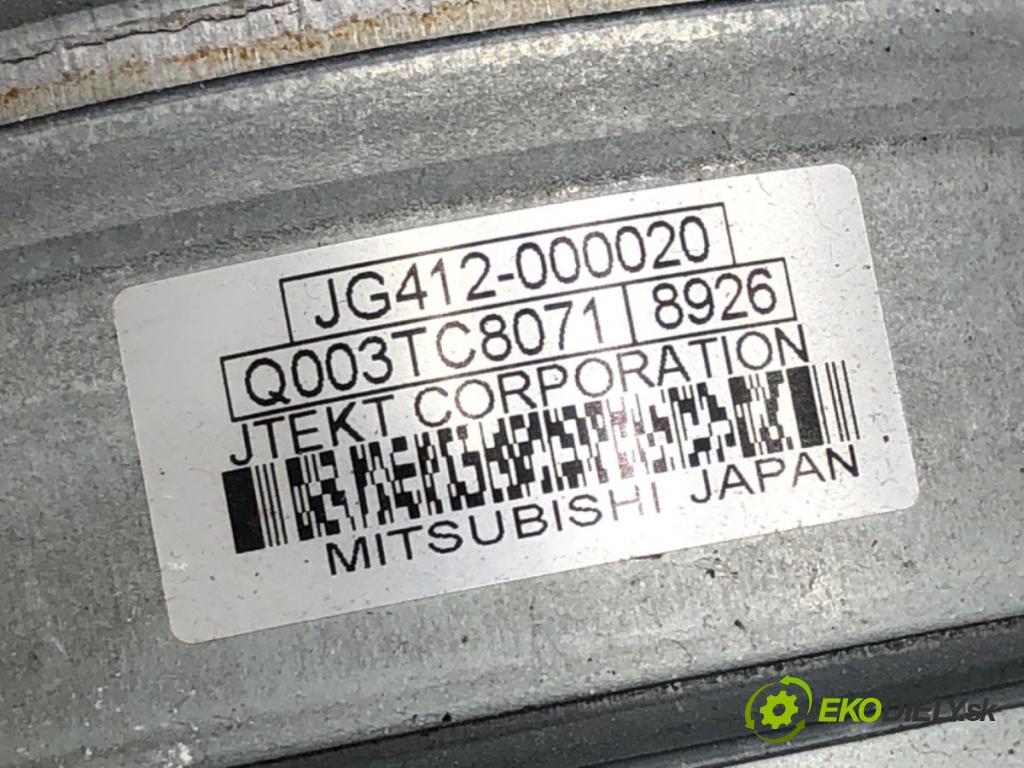 JG412-000020
Q003TC8071 8926
JTEKT CORPORATION
MITSUBISHI JAPAN
EKODIELY.sk